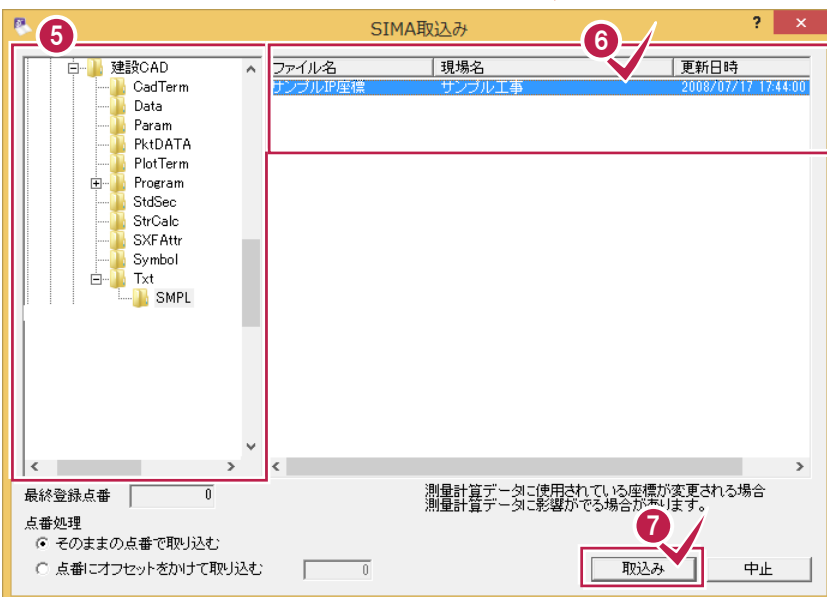 SIMA取込み
? ×
5
6
建設CAD
CadTerm
Data
Param
PktDATA
PlotTerm
Program
StdSec
StrCalc
SXFAttr
Symbol
Txt
SMPL
ファイル名 現場名 更新日時
サンプルIP座標 サンプル工事 2008/07/17 17:44:00
最終登録点番 0
測量計算データに使用されている座標が変更される場合
測量計算データに影響がでる場合があります。
点番処理
そのままの点番で取り込む
点番にオフセットをかけて取り込む 0
7
取込み 中止